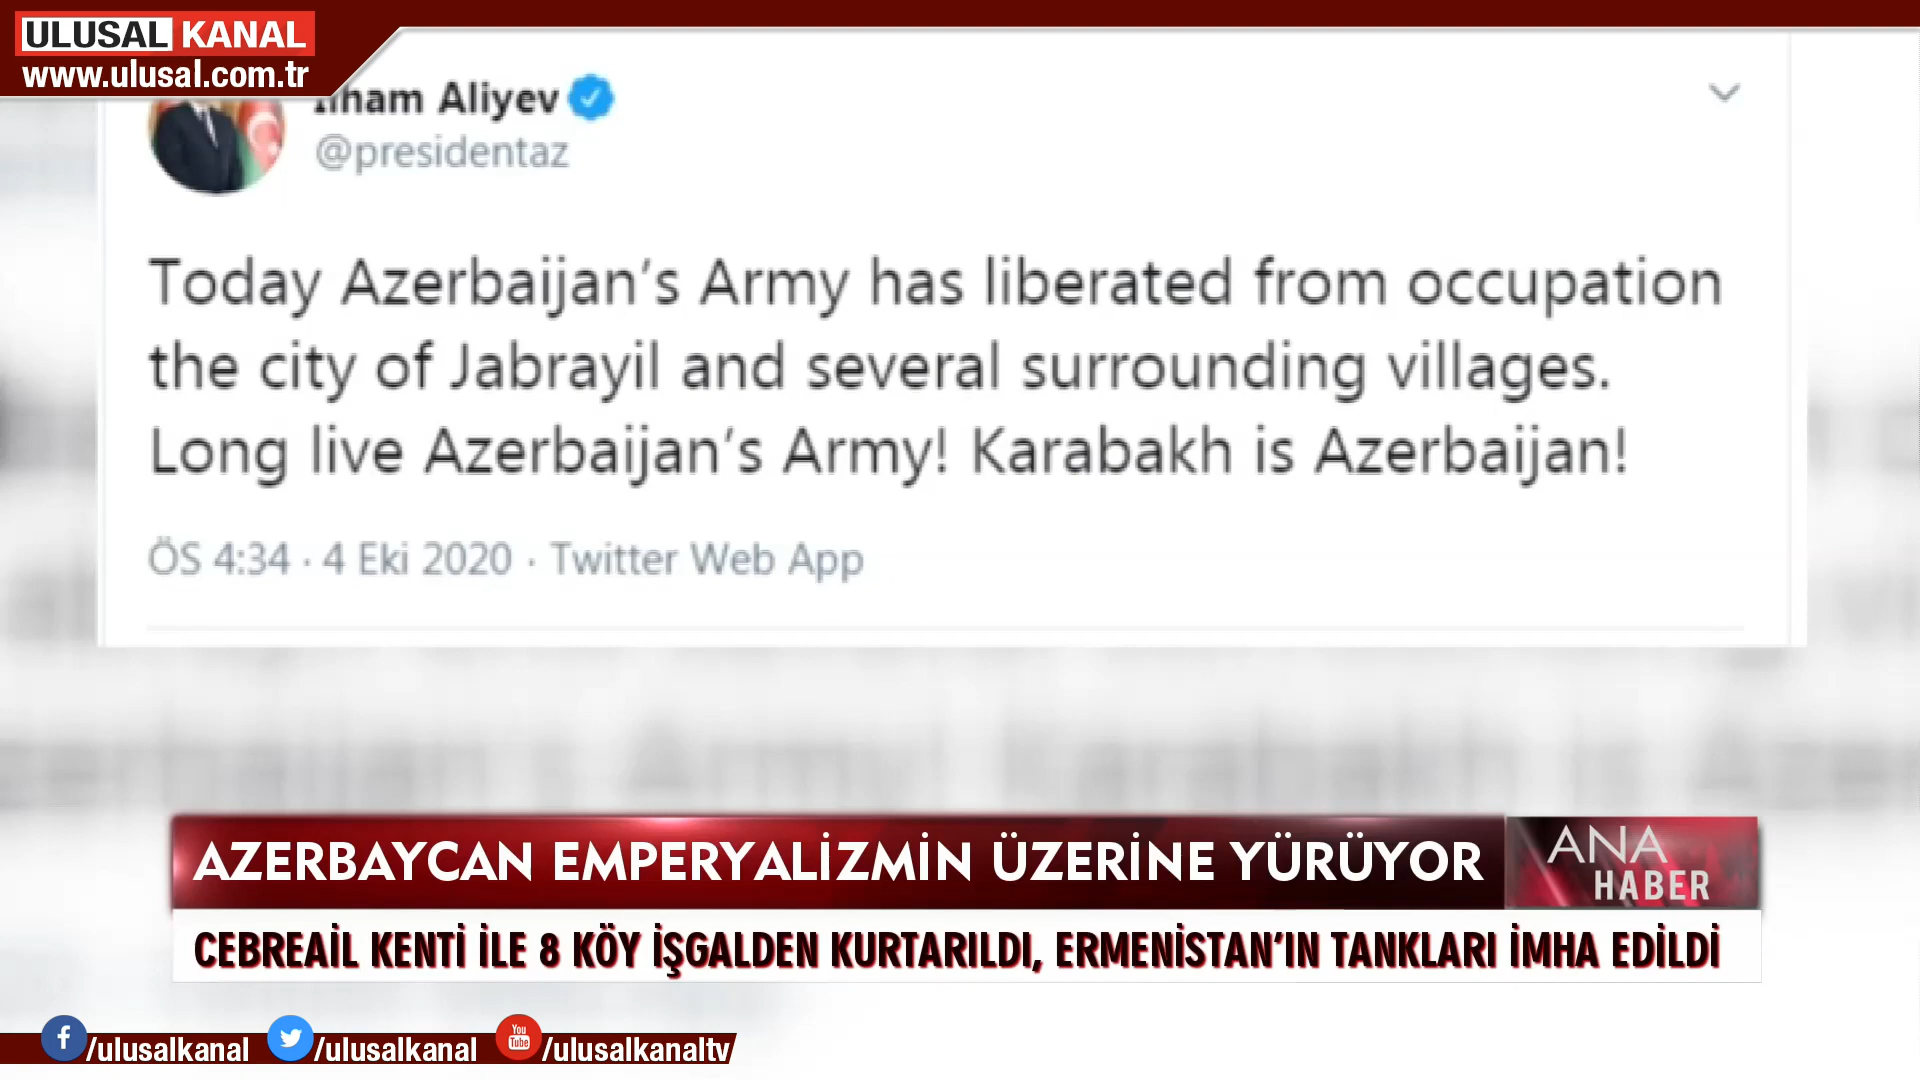 ULUSAL KANAL
www.ulusal.com.tr
Ilham Aliyev
@presidentaz
Today Azerbaijan's Army has liberated from occupation
the city of Jabrayil and several surrounding villages.
Long live Azerbaijan's Army! Karabakh is Azerbaijan!
ÖS 4:34 · 4 Eki 2020 · Twitter Web App
AZERBAYCAN EMPERYALİZMİN ÜZERİNE YÜRÜYOR
ANA
HABER
CEBREAİL KENTİ İLE 8 KÖY İŞGALDEN KURTARILDI, ERMENİSTAN'IN TANKLARI İMHA EDİLDİ
/ulusalkanal /ulusalkanal You Tube /ulusalkanaltv